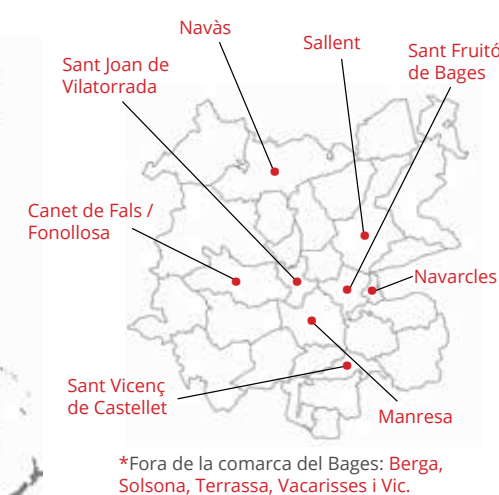 Navàs
Sallent
Sant Fruitó
de Bages
Sant Joan de
Vilatorrada
Canet de Fals /
Fonollosa
Navarcles
Sant Vicenç
de Castellet
Manresa
*Fora de la comarca del Bages: Berga,
Solsona, Terrassa, Vacarisses i Vic.